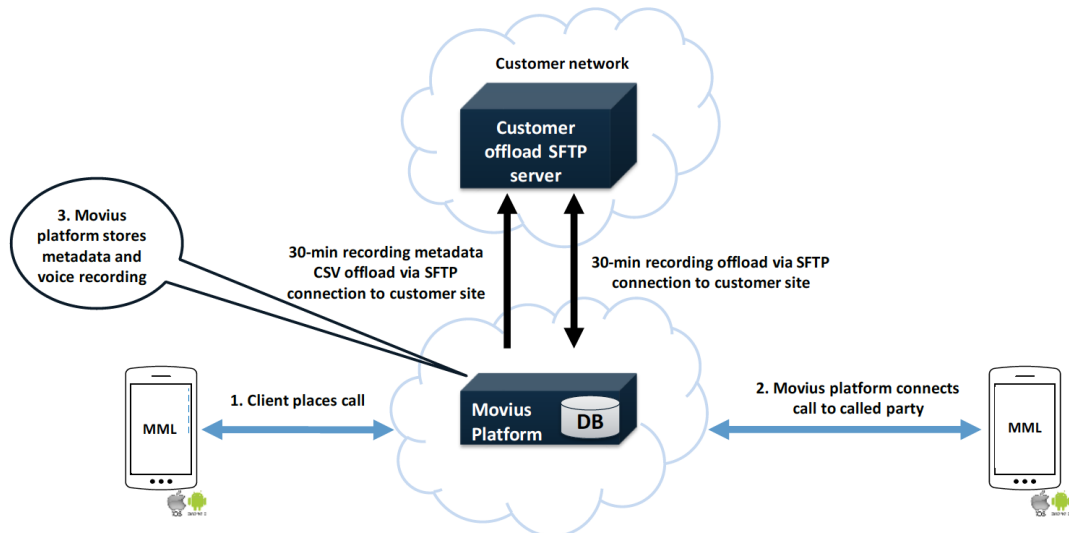 Customer network
Customer
offload SFTP
server
3. Movius
platform stores
metadata and
voice recording
30-min recording metadata
CSV offload via SFTP
connection to customer site
30-min recording offload via SFTP
connection to customer site
1. Client places call
2. Movius platform connects
call to called party
MML
Movius
Platform
DB
MML
iOS
iOS